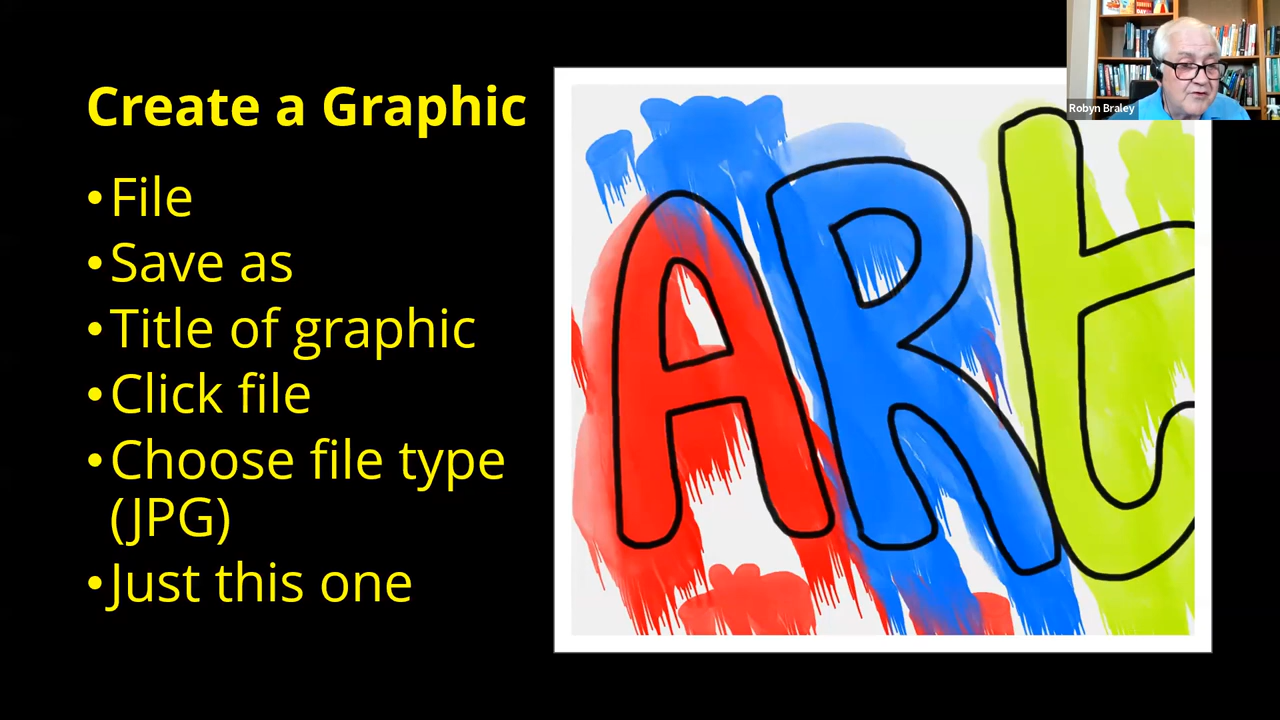 Create a Graphic
•File
•Save as
•Title of graphic
•Click file
•Choose file type
(JPG)
•Just this one
ARt
Robyn Braley